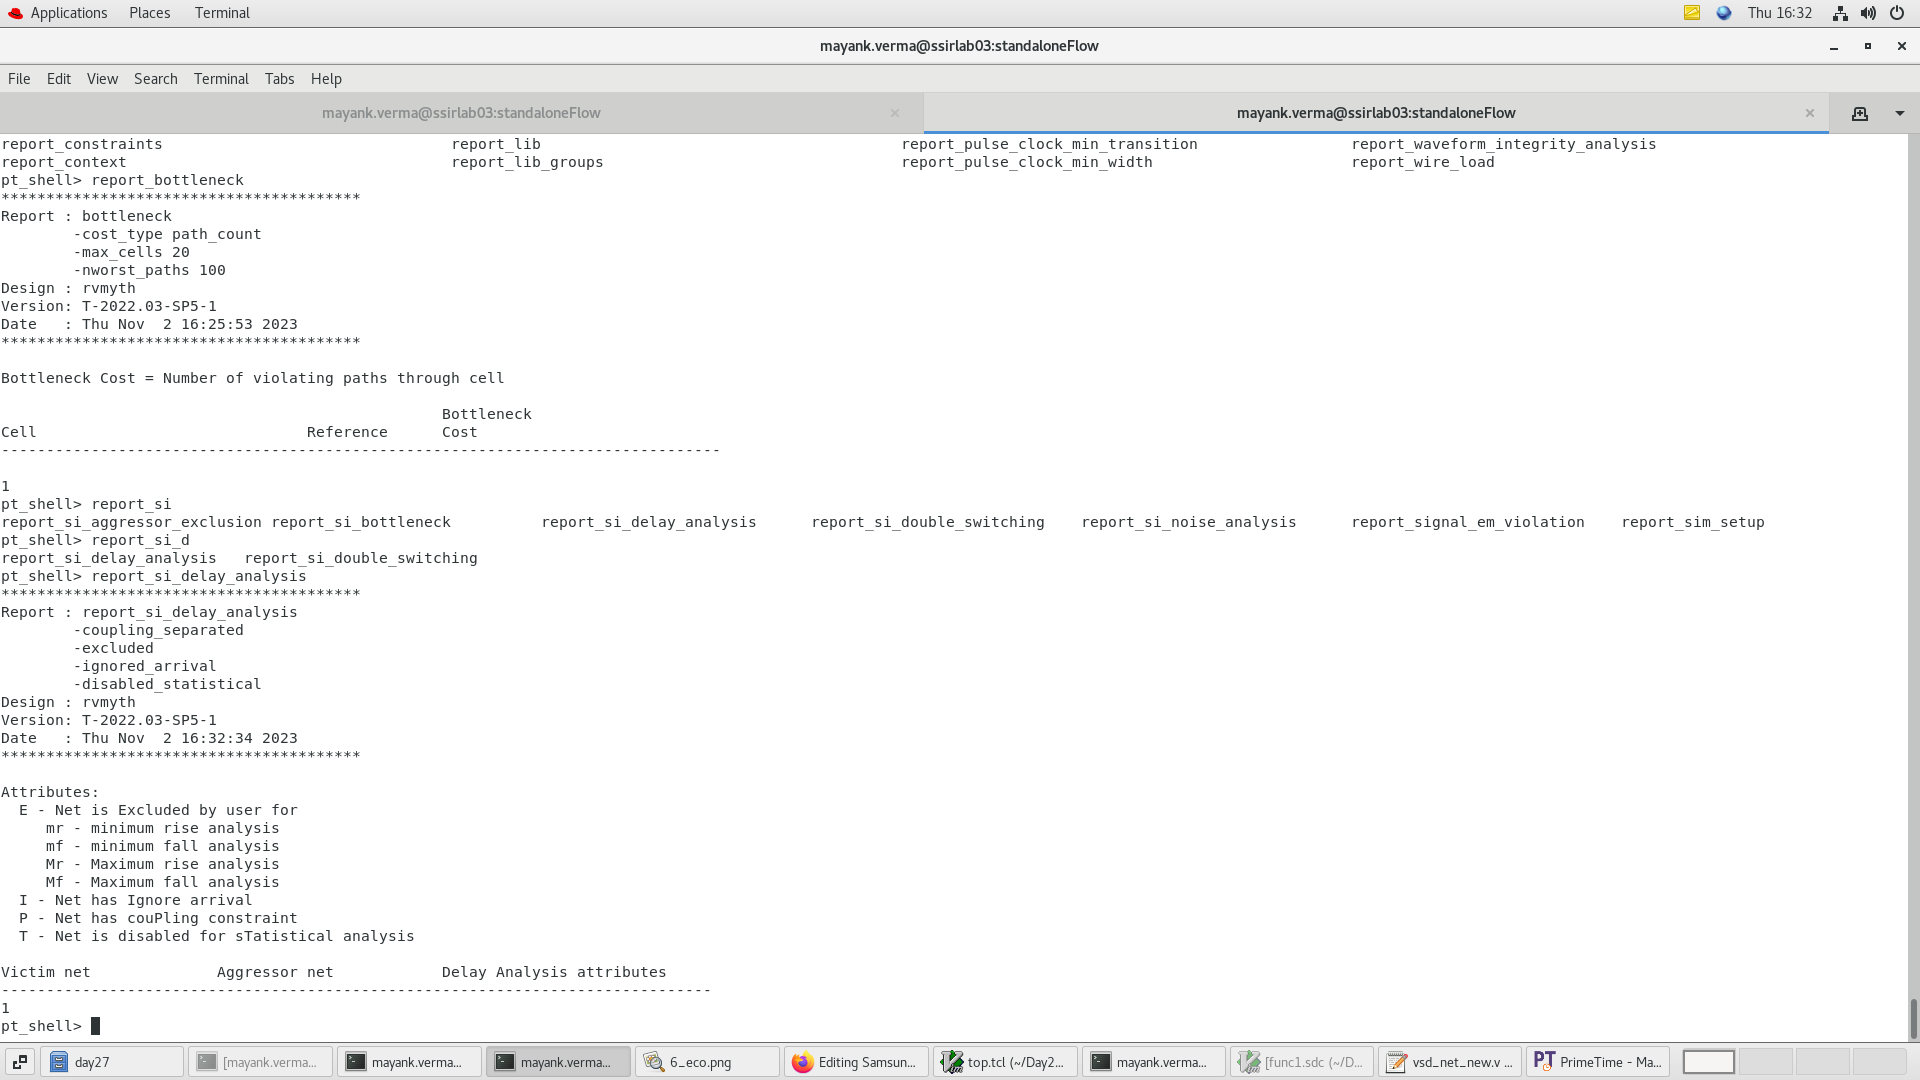 Applications Places Terminal Thu 16:32
mayank.verma@ssirlab03:standaloneFlow
File Edit View Search Terminal Tabs Help
mayank.verma@ssirlab03:standaloneFlow mayank.verma@ssirlab03:standaloneFlow
report_constraints report_lib report_pulse_clock_min_transition report_waveform_integrity_analysis
report_context report_lib_groups report_pulse_clock_min_width report_wire_load
pt_shell> report_bottleneck
****************************************
Report : bottleneck
-cost_type path_count
-max_cells 20
-nworst_paths 100
Design : rvmyth
Version: T-2022.03-SP5-1
Date : Thu Nov 2 16:25:53 2023
****************************************
Bottleneck Cost = Number of violating paths through cell
Bottleneck
Cell Reference Cost
--------------------------------------------------------------------------------
1
pt_shell> report_si
report_si_aggressor_exclusion report_si_bottleneck report_si_delay_analysis report_si_double_switching report_si_noise_analysis report_signal_em_violation report_sim_setup
pt_shell> report_si_d
report_si_delay_analysis report_si_double_switching
pt_shell> report_si_delay_analysis
****************************************
Report : report_si_delay_analysis
-coupling_separated
-excluded
-ignored_arrival
-disabled_statistical
Design : rvmyth
Version: T-2022.03-SP5-1
Date : Thu Nov 2 16:32:34 2023
****************************************
Attributes:
E - Net is Excluded by user for
mr - minimum rise analysis
mf - minimum fall analysis
Mr - Maximum rise analysis
Mf - Maximum fall analysis
I - Net has Ignore arrival
P - Net has couPling constraint
T - Net is disabled for sTatistical analysis
Victim net Aggressor net Delay Analysis attributes
-------------------------------------------------------------------------------
1
pt_shell>
day27 [mayank.verma... mayank.verma... mayank.verma... 6_eco.png Editing Samsun... top.tcl (~/Day2... mayank.verma... [func1.sdc (~/D... vsd_net_new.v ... PrimeTime - Ma...